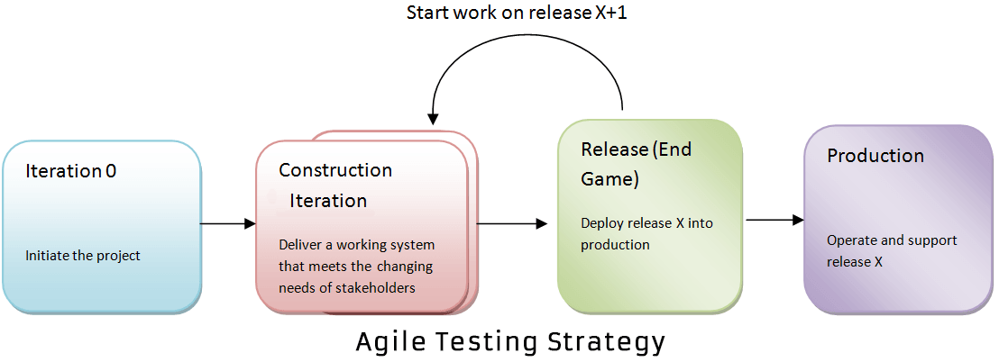 Start work on release X+1
Iteration 0
Initiate the project
Construction
Iteration
Deliver a working system
that meets the changing
needs of stakeholders
Release (End
Game)
Deploy release X into
production
Production
Operate and support
release X
Agile Testing Strategy